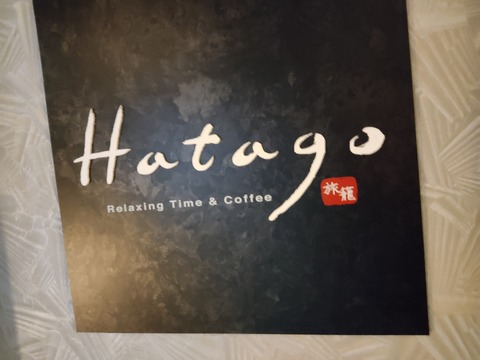 Hatago
旅籠
Relaxing Time & Coffee